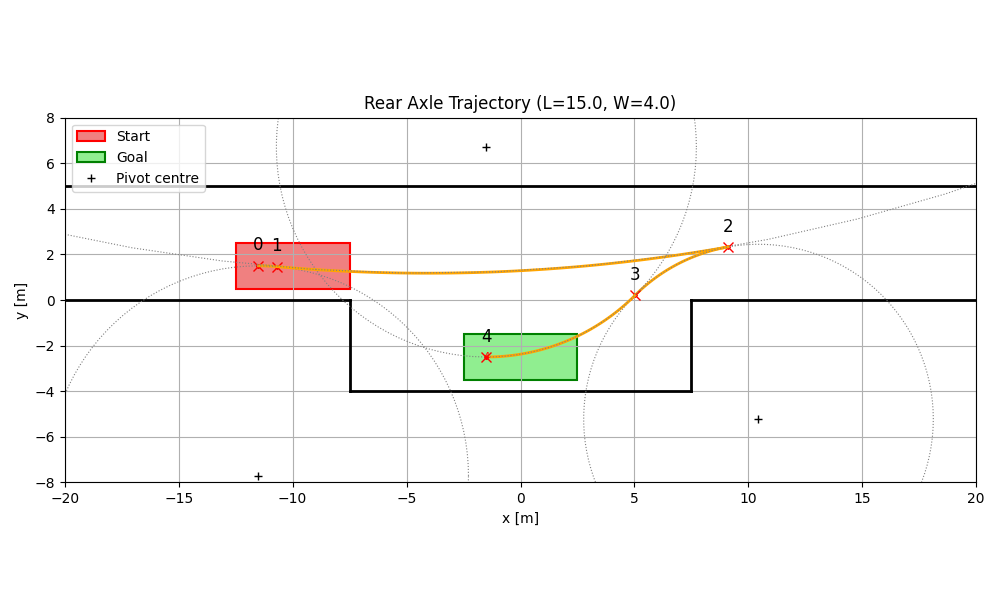 Rear Axle Trajectory (L=15.0, W=4.0)
Start
Goal
Pivot centre
0 1
2
3
4
8
6
4
2
0
−2
−4
−6
−8
y [m]
−20 −15 −10 −5 0 5 10 15 20
x [m]